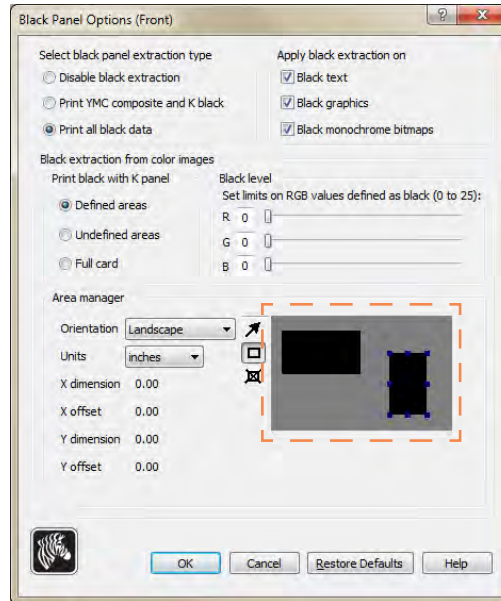 Black Panel Options (Front)
Select black panel extraction type
Disable black extraction
Print YMC composite and K black
Print all black data
Apply black extraction on
Black text
Black graphics
Black monochrome bitmaps
Black extraction from color images
Print black with K panel
Defined areas
Undefined areas
Full card
Black level
Set limits on RGB values defined as black (0 to 25):
R 0
G 0
B 0
Area manager
Orientation Landscape
Units inches
X dimension 0.00
X offset 0.00
Y dimension 0.00
Y offset 0.00
OK Cancel Restore Defaults Help